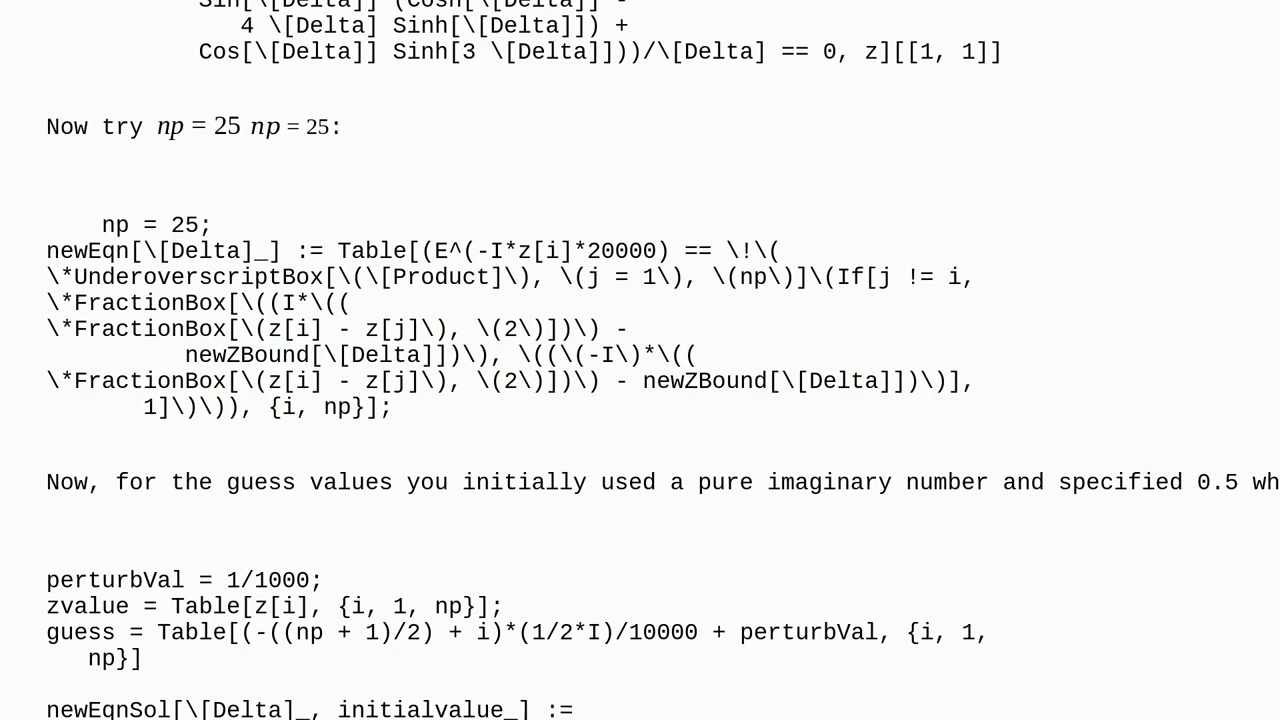 Sin[\[Delta]] (Cosh[\[Delta]] -
4 \[Delta] Sinh[\[Delta]]) +
Cos[\[Delta]] Sinh[3 \[Delta]]))/\[Delta] == 0, z][[1, 1]]
Now try np = 25 np = 25:
np = 25;
newEqn[\[Delta]_] := Table[(E^(-I*z[i]*20000) == \!\(
\*UnderoverscriptBox[\(\[Product]\), \(j = 1\), \(np\)]\(If[j != i,
\*FractionBox[\((I*\((
\*FractionBox[\(z[i] - z[j]\), \(2\)])\) -
newZBound[\[Delta]])\), \((\(-I\)*\((
\*FractionBox[\(z[i] - z[j]\), \(2\)])\) - newZBound[\[Delta]])\)],
1]\)\)), {i, np}];
Now, for the guess values you initially used a pure imaginary number and specified 0.5 wh
perturbVal = 1/1000;
zvalue = Table[z[i], {i, 1, np}];
guess = Table[(-((np + 1)/2) + i)*(1/2*I)/10000 + perturbVal, {i, 1,
np}]
newEqnSol[\[Delta]_, initialvalue_] :=